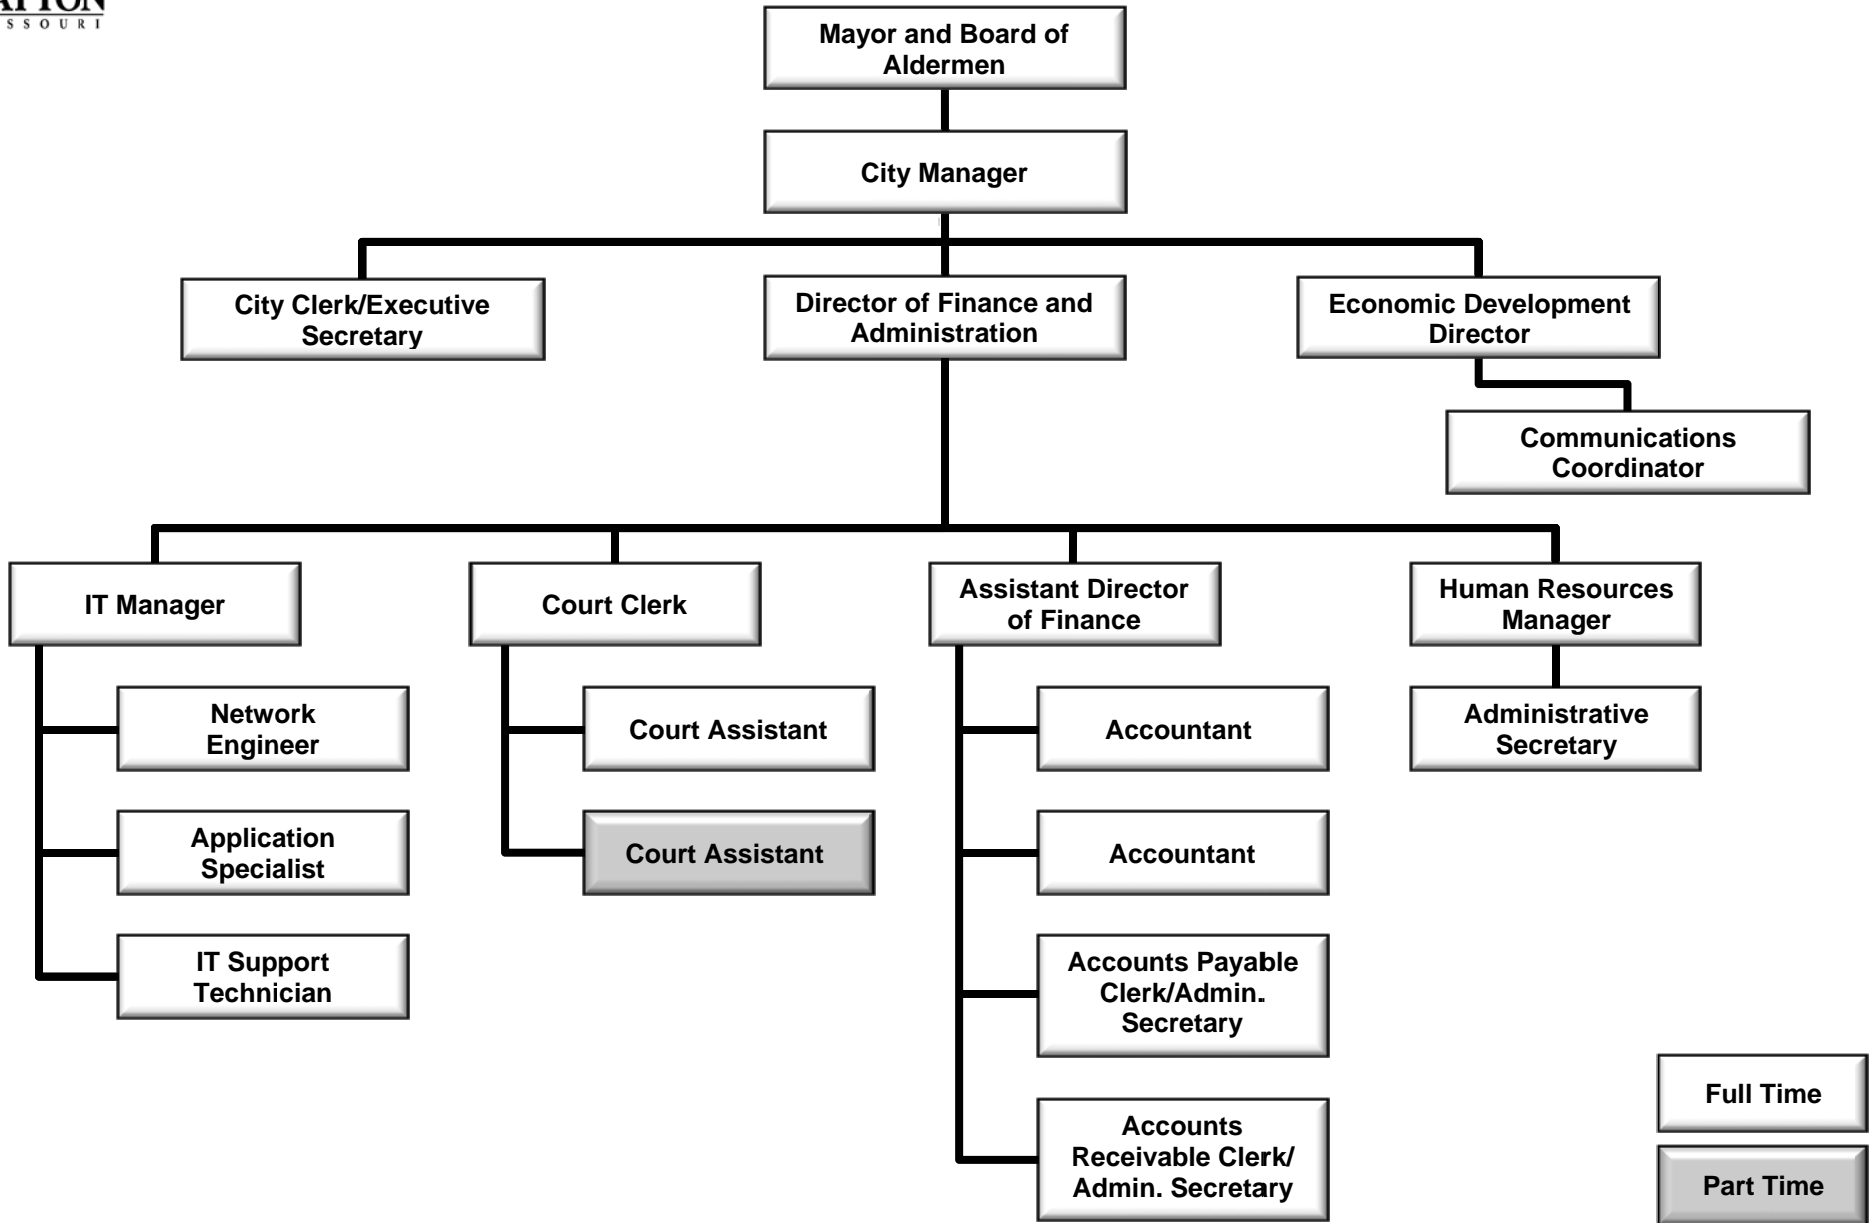 SSOURI
Mayor and Board of
Aldermen
City Manager
City Clerk/Executive
Secretary
Director of Finance and
Administration
Economic Development
Director
Communications
Coordinator
IT Manager
Court Clerk
Assistant Director
of Finance
Human Resources
Manager
Network
Engineer
Court Assistant
Accountant
Administrative
Secretary
Application
Specialist
Court Assistant
Accountant
IT Support
Technician
Accounts Payable
Clerk/Admin.
Secretary
Accounts
Receivable Clerk/
Admin. Secretary
Full Time
Part Time